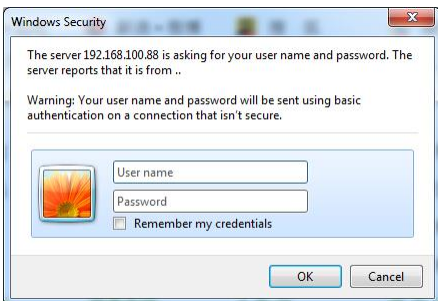 Windows Security
The server 192.168.100.88 is asking for your user name and password. The
server reports that it is from ..
Warning: Your user name and password will be sent using basic
authentication on a connection that isn't secure.
User name
Password
Remember my credentials
OK
Cancel